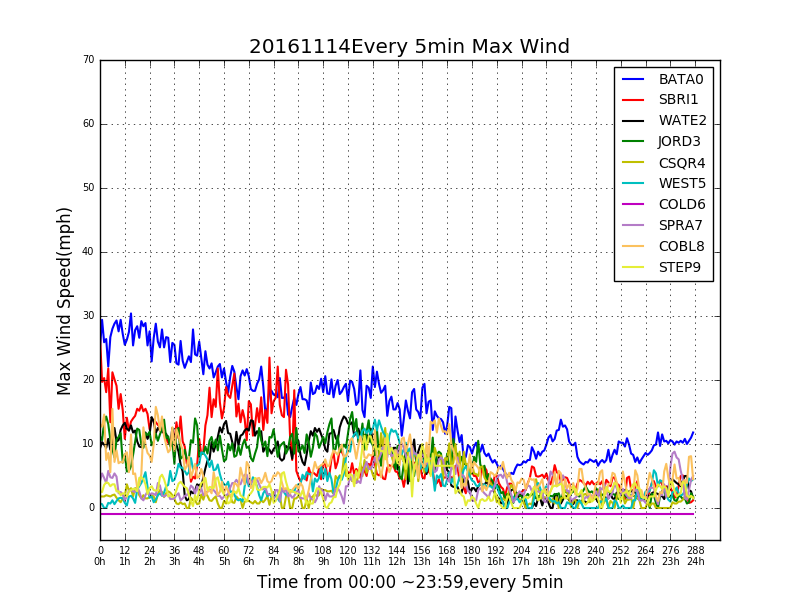 20161114Every 5min Max Wind
70
60
50
40
30
20
10
0
Max Wind Speed(mph)
BATA0
SBRI1
WATE2
JORD3
CSQR4
WEST5
COLD6
SPRA7
COBL8
STEP9
0 12 24 36 48 60 72 84 96 108 120 132 144 156 168 180 192 204 216 228 240 252 264 276 288
0h 1h 2h 3h 4h 5h 6h 7h 8h 9h 10h 11h 12h 13h 14h 15h 16h 17h 18h 19h 20h 21h 22h 23h 24h
Time from 00:00 ~23:59,every 5min